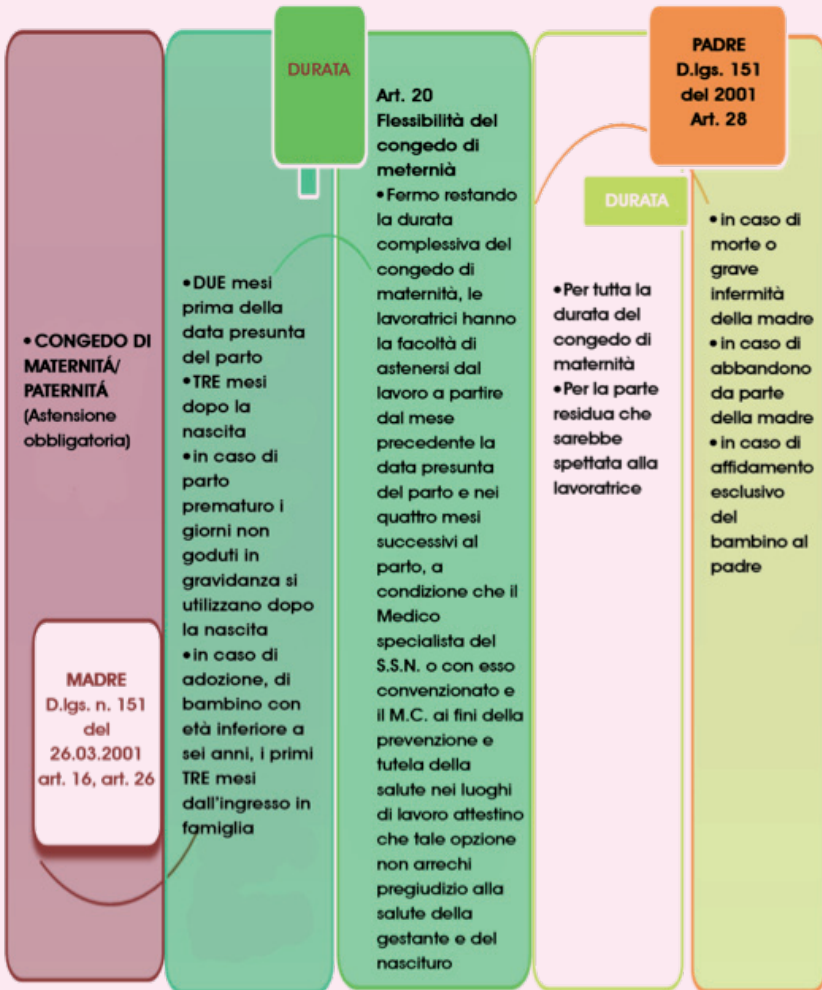 • CONGEDO DI
MATERNITÁ/
PATERNITÁ
(Astensione
obbligatoria)
MADRE
D.lgs. n. 151
del
26.03.2001
art. 16, art. 26
DURATA
• DUE mesi
prima della
data presunta
del parto
• TRE mesi
dopo la
nascita
• in caso di
parto
prematuro i
giorni non
goduti in
gravidanza si
utilizzano dopo
la nascita
• in caso di
adozione, di
bambino con
età inferiore a
sei anni, i primi
TRE mesi
dall'ingresso in
famiglia
Art. 20
Flessibilità del
congedo di
meternià
• Fermo restando
la durata
complessiva del
congedo di
maternità, le
lavoratrici hanno
la facoltà di
astenersi dal
lavoro a partire
dal mese
precedente la
data presunta
del parto e nei
quattro mesi
successivi al
parto, a
condizione che il
Medico
specialista del
S.S.N. o con esso
convenzionato e
il M.C. ai fini della
prevenzione e
tutela della
salute nei luoghi
di lavoro attestino
che tale opzione
non arrechi
pregiudizio alla
salute della
gestante e del
nascituro
PADRE
D.lgs. 151
del 2001
Art. 28
DURATA
• Per tutta la
durata del
congedo di
maternità
• Per la parte
residua che
sarebbe
spettata alla
lavoratrice
• in caso di
morte o
grave
infermità
della madre
• in caso di
abbandono
da parte
della madre
• in caso di
affidamento
esclusivo
del
bambino al
padre